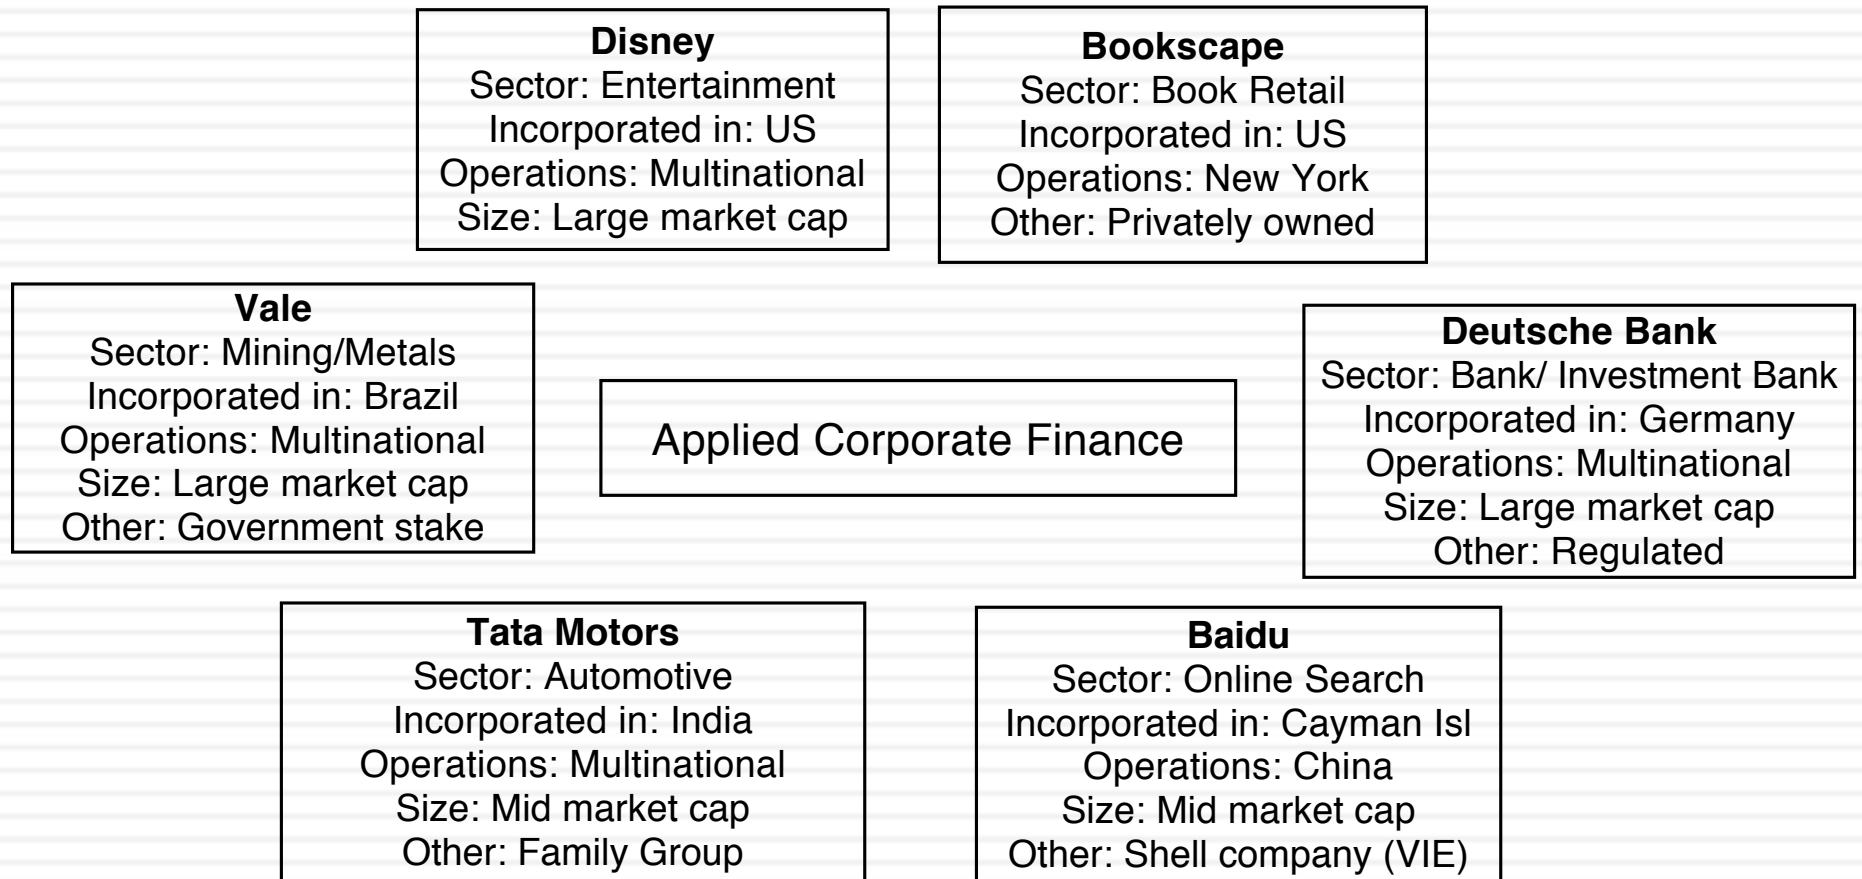 Disney
Sector: Entertainment
Incorporated in: US
Operations: Multinational
Size: Large market cap
Bookscape
Sector: Book Retail
Incorporated in: US
Operations: New York
Other: Privately owned
Vale
Sector: Mining/Metals
Incorporated in: Brazil
Operations: Multinational
Size: Large market cap
Other: Government stake
Applied Corporate Finance
Deutsche Bank
Sector: Bank/ Investment Bank
Incorporated in: Germany
Operations: Multinational
Size: Large market cap
Other: Regulated
Tata Motors
Sector: Automotive
Incorporated in: India
Operations: Multinational
Size: Mid market cap
Other: Family Group
Baidu
Sector: Online Search
Incorporated in: Cayman Isl
Operations: China
Size: Mid market cap
Other: Shell company (VIE)